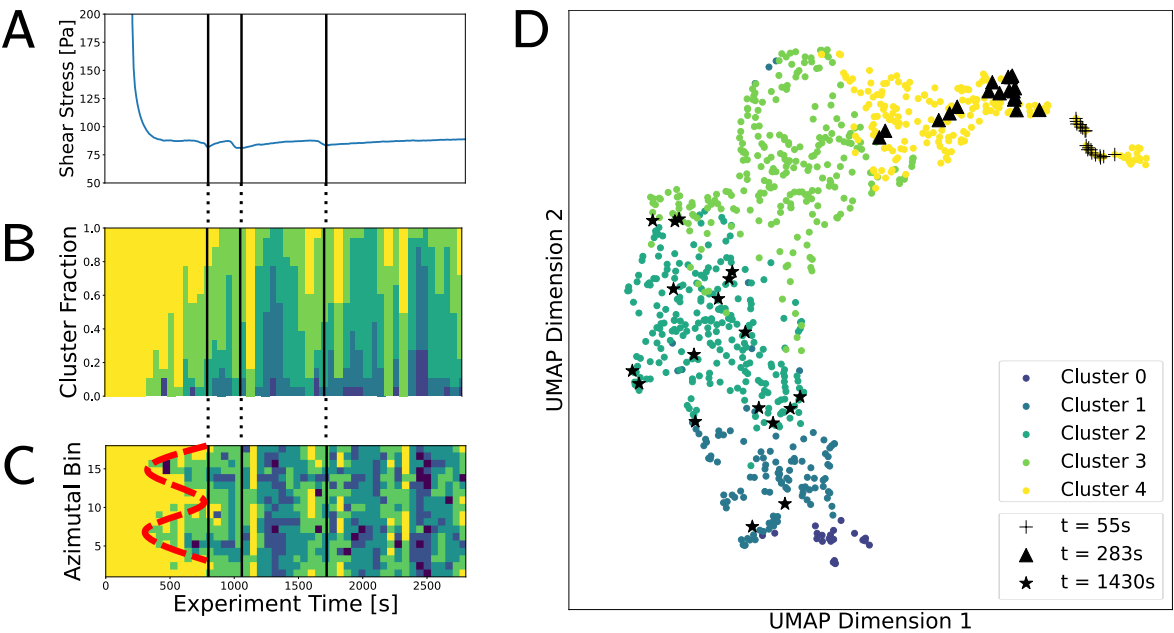 A
200
175
150
125
100
75
50
Shear Stress [Pa]
B
1.0
0.8
0.6
0.4
0.2
0.0
Cluster Fraction
C
15
10
5
Azimutal Bin
0 500 1000 1500 2000 2500
Experiment Time [s]
D
UMAP Dimension 2
Cluster 0
Cluster 1
Cluster 2
Cluster 3
Cluster 4
t = 55s
t = 283s
t = 1430s
UMAP Dimension 1